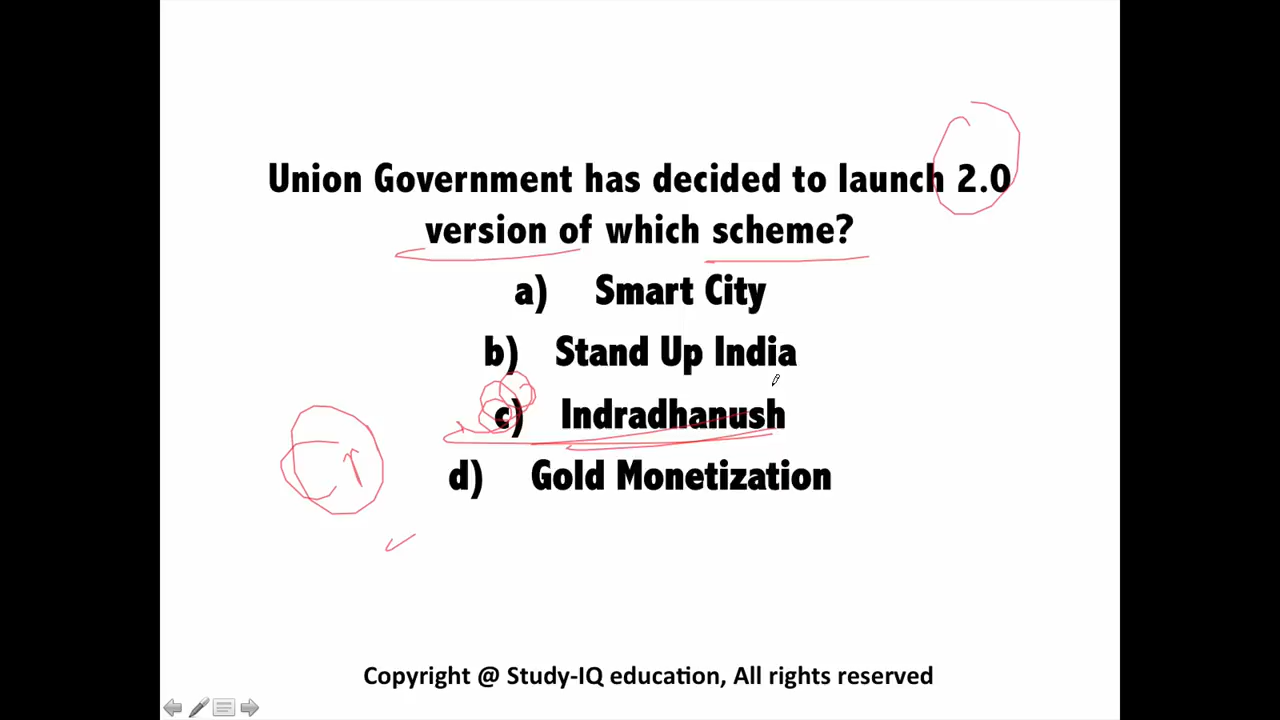 Union Government has decided to launch 2.0
version of which scheme?
a) Smart City
b) Stand Up India
c) Indradhanush
d) Gold Monetization
Copyright @ Study-IQ education, All rights reserved